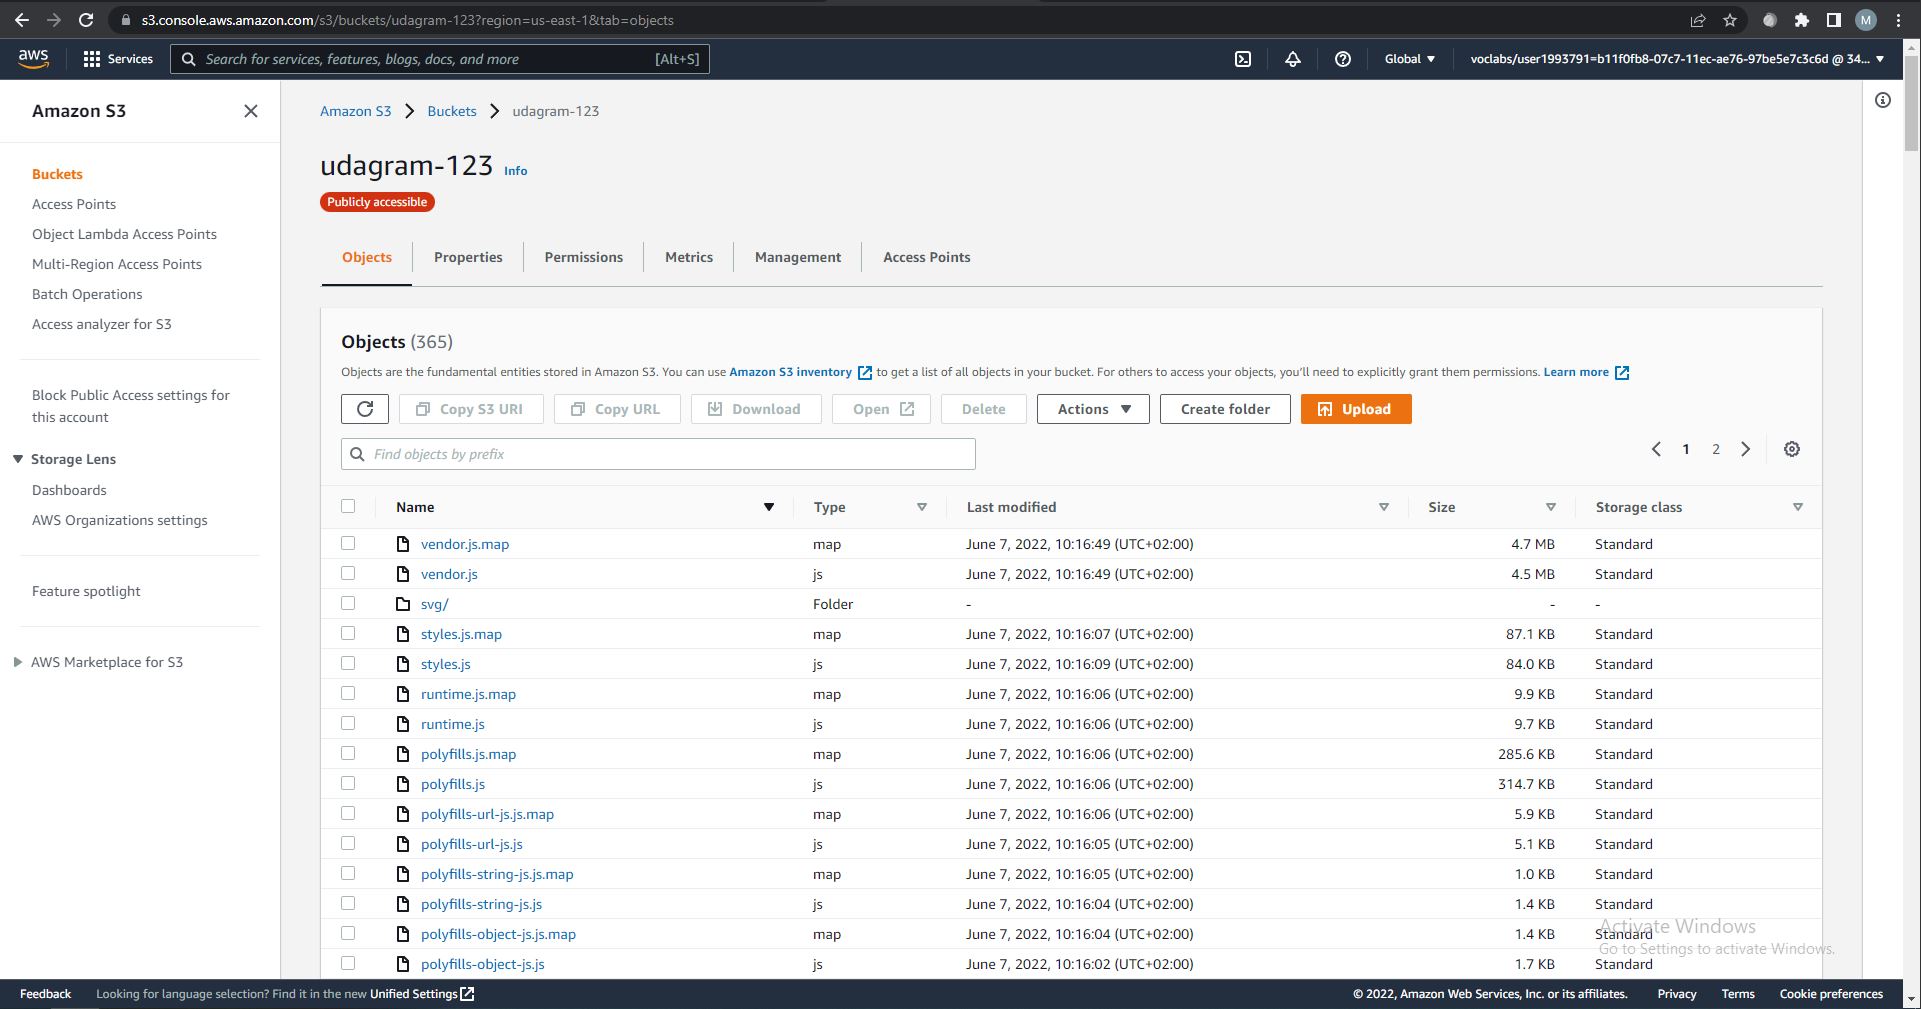 s3.console.aws.amazon.com/s3/buckets/udagram-123?region=us-east-1&tab=objects
M
aws
Services
Search for services, features, blogs, docs, and more [Alt+S]
Global
voclabs/user1993791=b11f0fb8-07c7-11ec-ae76-97be5e7c3c6d @ 34...
Amazon S3
Buckets
Access Points
Object Lambda Access Points
Multi-Region Access Points
Batch Operations
Access analyzer for S3
Block Public Access settings for
this account
Storage Lens
Dashboards
AWS Organizations settings
Feature spotlight
AWS Marketplace for S3
Amazon S3 Buckets udagram-123
udagram-123 Info
Publicly accessible
Objects Properties Permissions Metrics Management Access Points
Objects (365)
Objects are the fundamental entities stored in Amazon S3. You can use Amazon S3 inventory to get a list of all objects in your bucket. For others to access your objects, you'll need to explicitly grant them permissions. Learn more
Copy S3 URI Copy URL Download Open Delete Actions Create folder Upload
Find objects by prefix
1 2
Name Type Last modified Size Storage class
vendor.js.map map June 7, 2022, 10:16:49 (UTC+02:00) 4.7 MB Standard
vendor.js js June 7, 2022, 10:16:49 (UTC+02:00) 4.5 MB Standard
svg/ Folder - - -
styles.js.map map June 7, 2022, 10:16:07 (UTC+02:00) 87.1 KB Standard
styles.js js June 7, 2022, 10:16:09 (UTC+02:00) 84.0 KB Standard
runtime.js.map map June 7, 2022, 10:16:06 (UTC+02:00) 9.9 KB Standard
runtime.js js June 7, 2022, 10:16:06 (UTC+02:00) 9.7 KB Standard
polyfills.js.map map June 7, 2022, 10:16:06 (UTC+02:00) 285.6 KB Standard
polyfills.js js June 7, 2022, 10:16:06 (UTC+02:00) 314.7 KB Standard
polyfills-url-js.js.map map June 7, 2022, 10:16:06 (UTC+02:00) 5.9 KB Standard
polyfills-url-js.js js June 7, 2022, 10:16:05 (UTC+02:00) 5.1 KB Standard
polyfills-string-js.js.map map June 7, 2022, 10:16:05 (UTC+02:00) 1.0 KB Standard
polyfills-string-js.js js June 7, 2022, 10:16:04 (UTC+02:00) 1.4 KB Standard
polyfills-object-js.js.map map June 7, 2022, 10:16:04 (UTC+02:00) 1.4 KB Standard
polyfills-object-js.js js June 7, 2022, 10:16:02 (UTC+02:00) 1.7 KB Standard
Activate Windows
Go to Settings to activate Windows.
Feedback Looking for language selection? Find it in the new Unified Settings
© 2022, Amazon Web Services, Inc. or its affiliates. Privacy Terms Cookie preferences